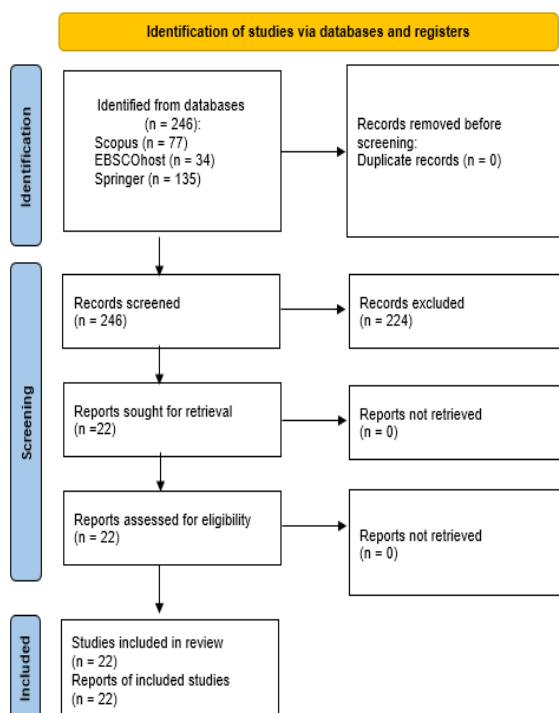 Identification of studies via databases and registers
Identification
Identified from databases
(n = 246):
Scopus (n = 77)
EBSCOhost (n = 34)
Springer (n = 135)
Records removed before
screening:
Duplicate records (n = 0)
Screening
Records screened
(n = 246)
Records excluded
(n = 224)
Reports sought for retrieval
(n =22)
Reports not retrieved
(n = 0)
Reports assessed for eligibility
(n = 22)
Reports not retrieved
(n = 0)
Included
Studies included in review
(n = 22)
Reports of included studies
(n = 22)